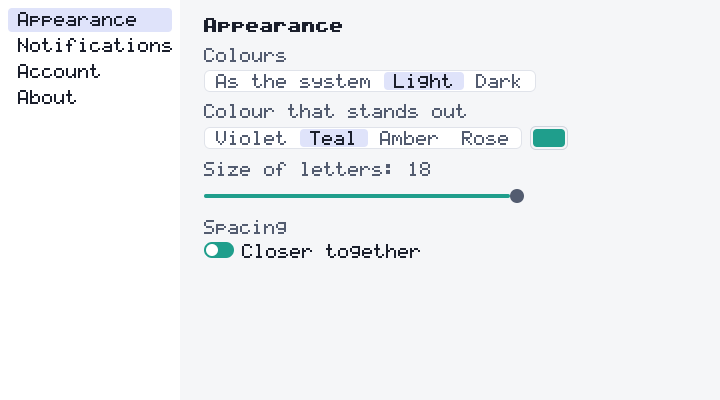 Appearance
Notifications
Account
About
Appearance
Colours
As the system Light Dark
Colour that stands out
Violet Teal Amber Rose
Size of letters: 18
Spacing
Closer together